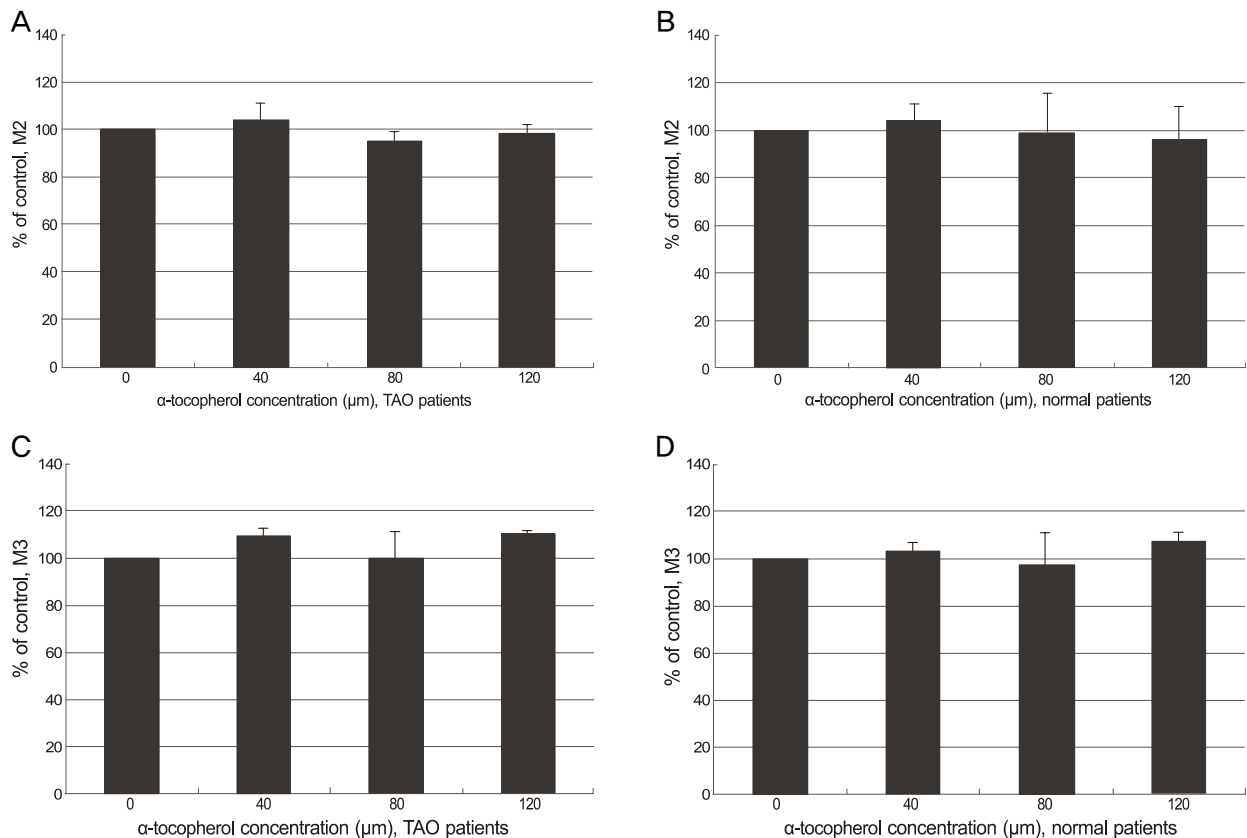 A
140
120
100
80
60
40
20
0
% of control, M2
0 40 80 120
α-tocopherol concentration (µm), TAO patients
B
140
120
100
80
60
40
20
0
% of control, M2
0 40 80 120
α-tocopherol concentration (µm), normal patients
C
140
120
100
80
60
40
20
0
% of control, M3
0 40 80 120
α-tocopherol concentration (µm), TAO patients
D
140
120
100
80
60
40
20
0
% of control, M3
0 40 80 120
α-tocopherol concentration (µm), normal patients